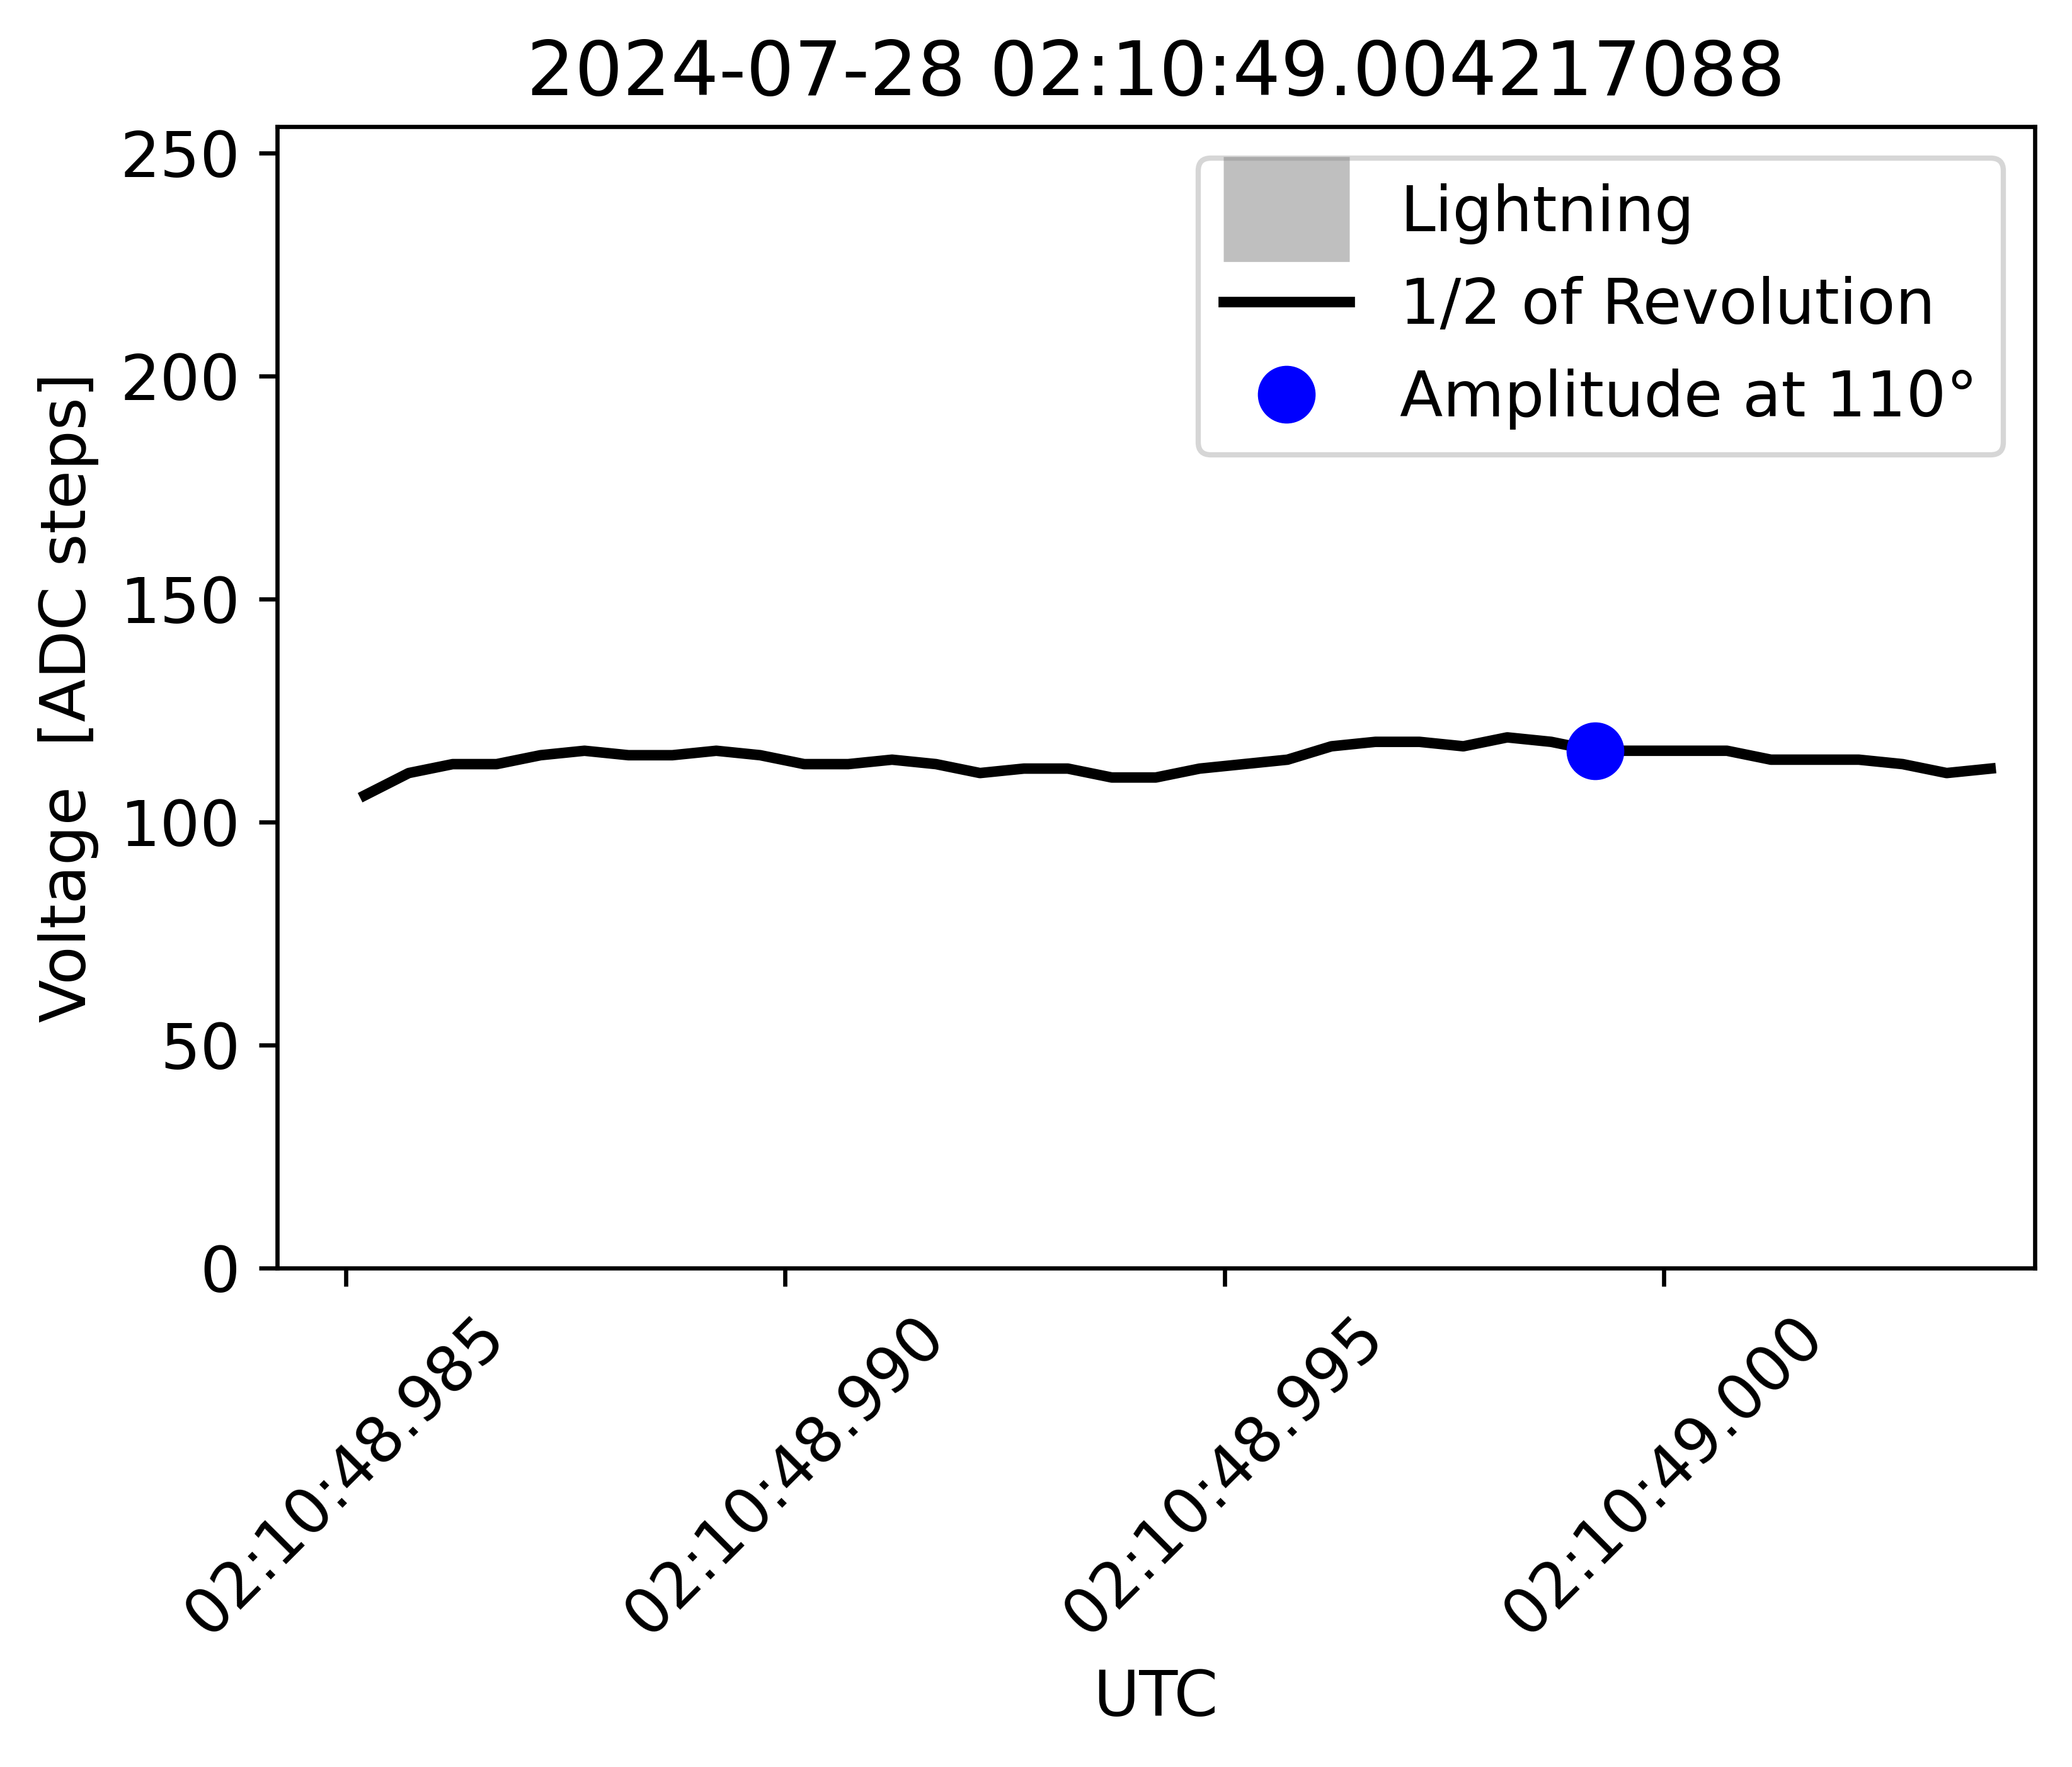 2024-07-28 02:10:49.004217088
Lightning
1/2 of Revolution
Amplitude at 110°
Voltage [ADC steps]
250
200
150
100
50
0
02:10:48.985
02:10:48.990
02:10:48.995
02:10:49.000
UTC